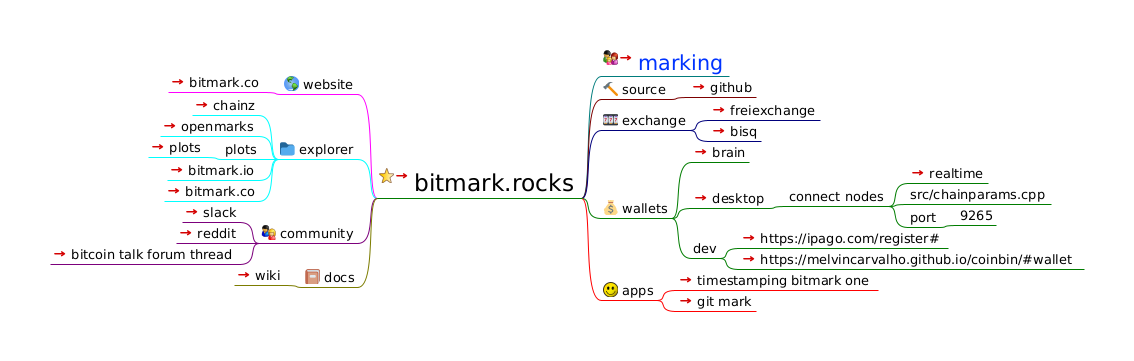 bitmark.rocks
website
bitmark.co
explorer
chainz
openmarks
plots
plots
bitmark.io
bitmark.co
community
slack
reddit
bitcoin talk forum thread
docs
wiki
marking
source
github
exchange
freiexchange
bisq
wallets
brain
desktop
connect nodes
realtime
src/chainparams.cpp
port
9265
dev
https://ipago.com/register#
https://melvincarvalho.github.io/coinbin/#wallet
apps
timestamping bitmark one
git mark